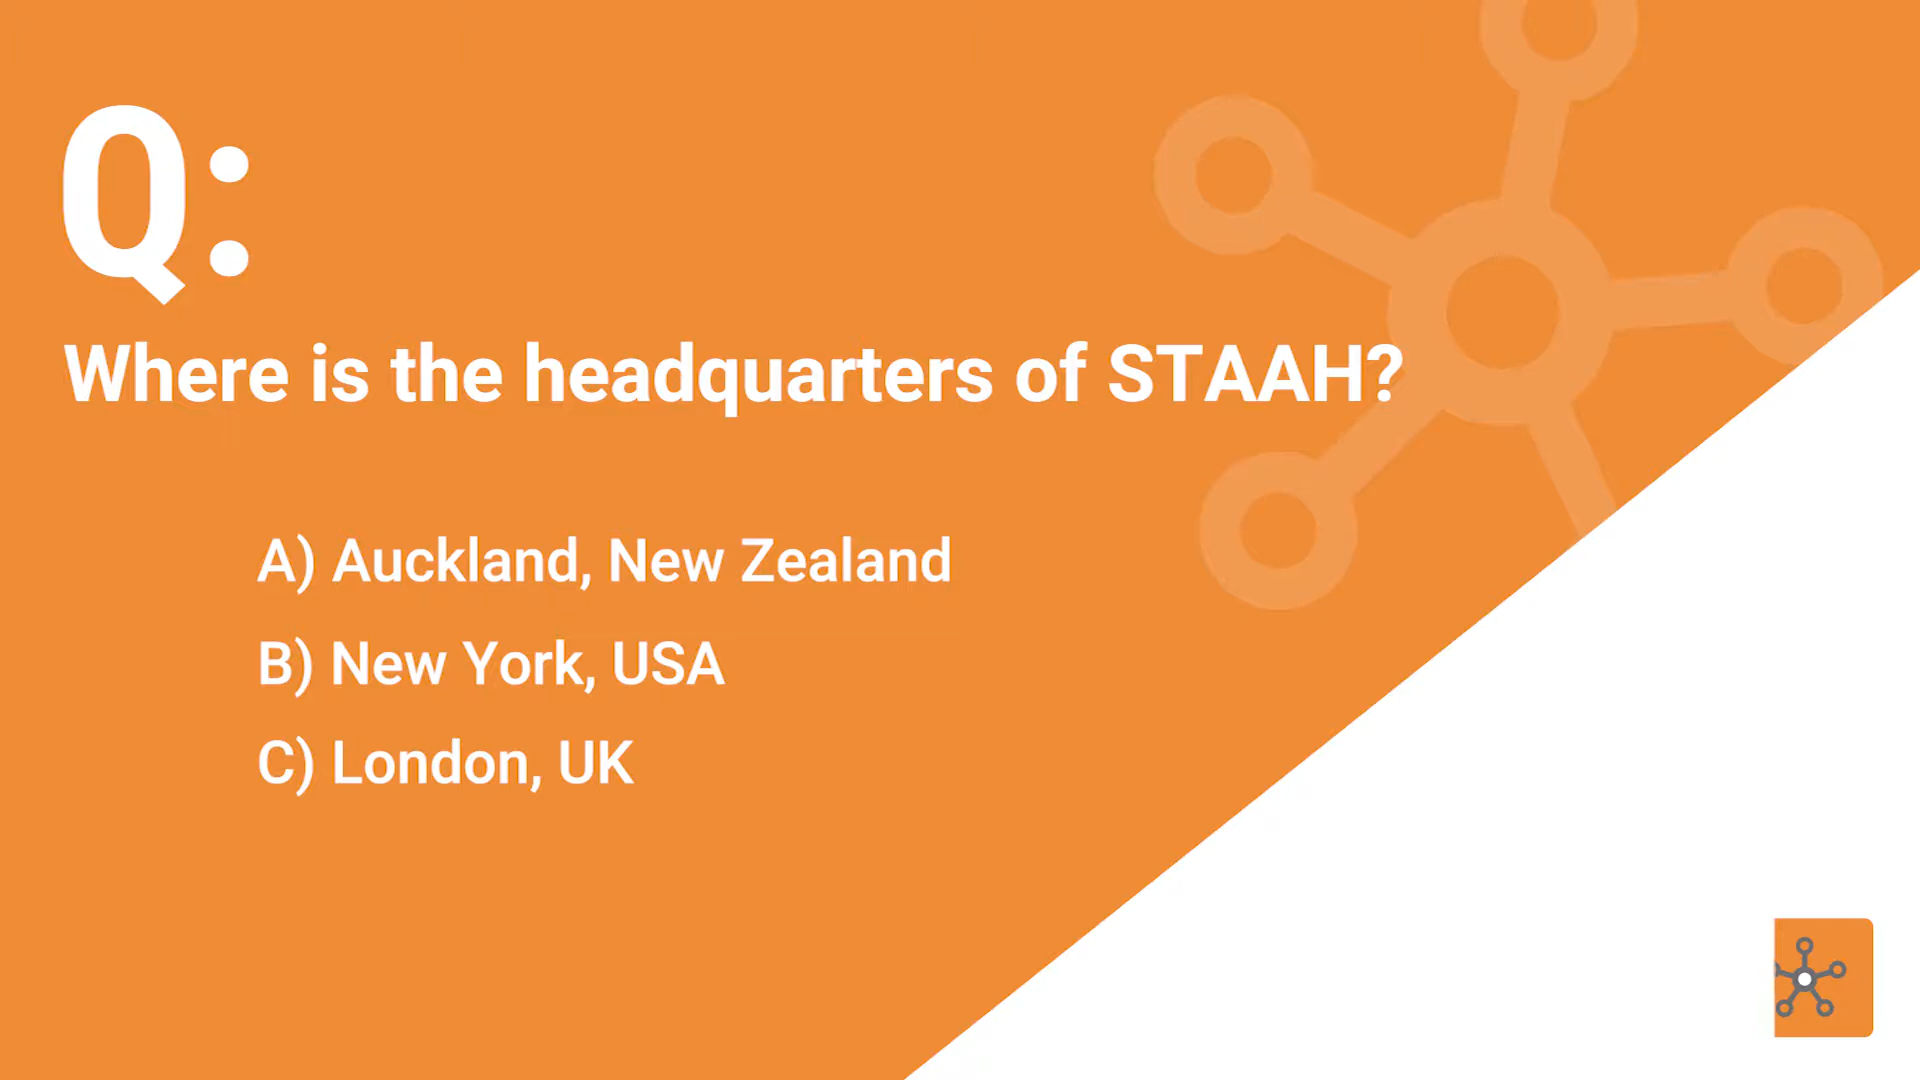 Q:
Where is the headquarters of STAAH?
A) Auckland, New Zealand
B) New York, USA
C) London, UK